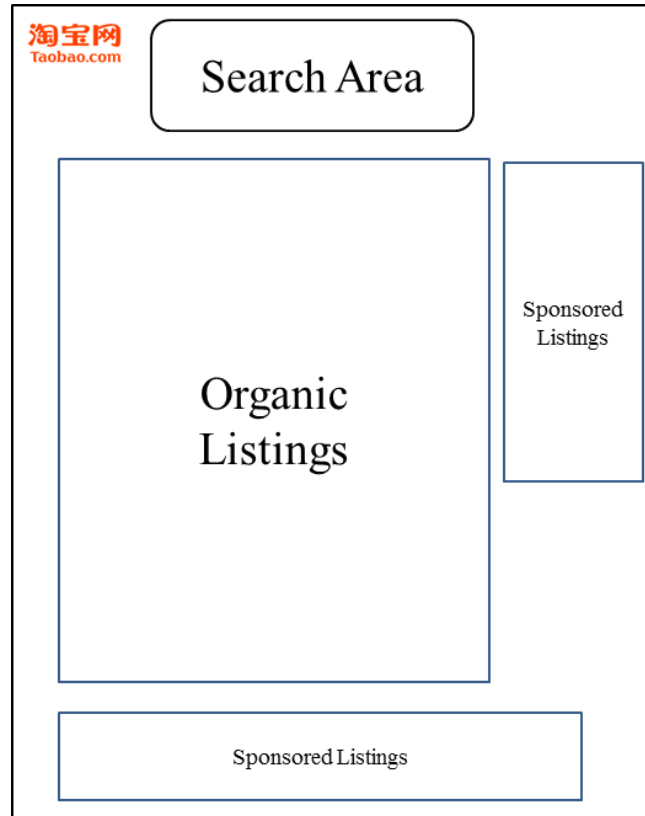 淘宝网
Taobao.com
Search Area
Organic
Listings
Sponsored
Listings
Sponsored Listings